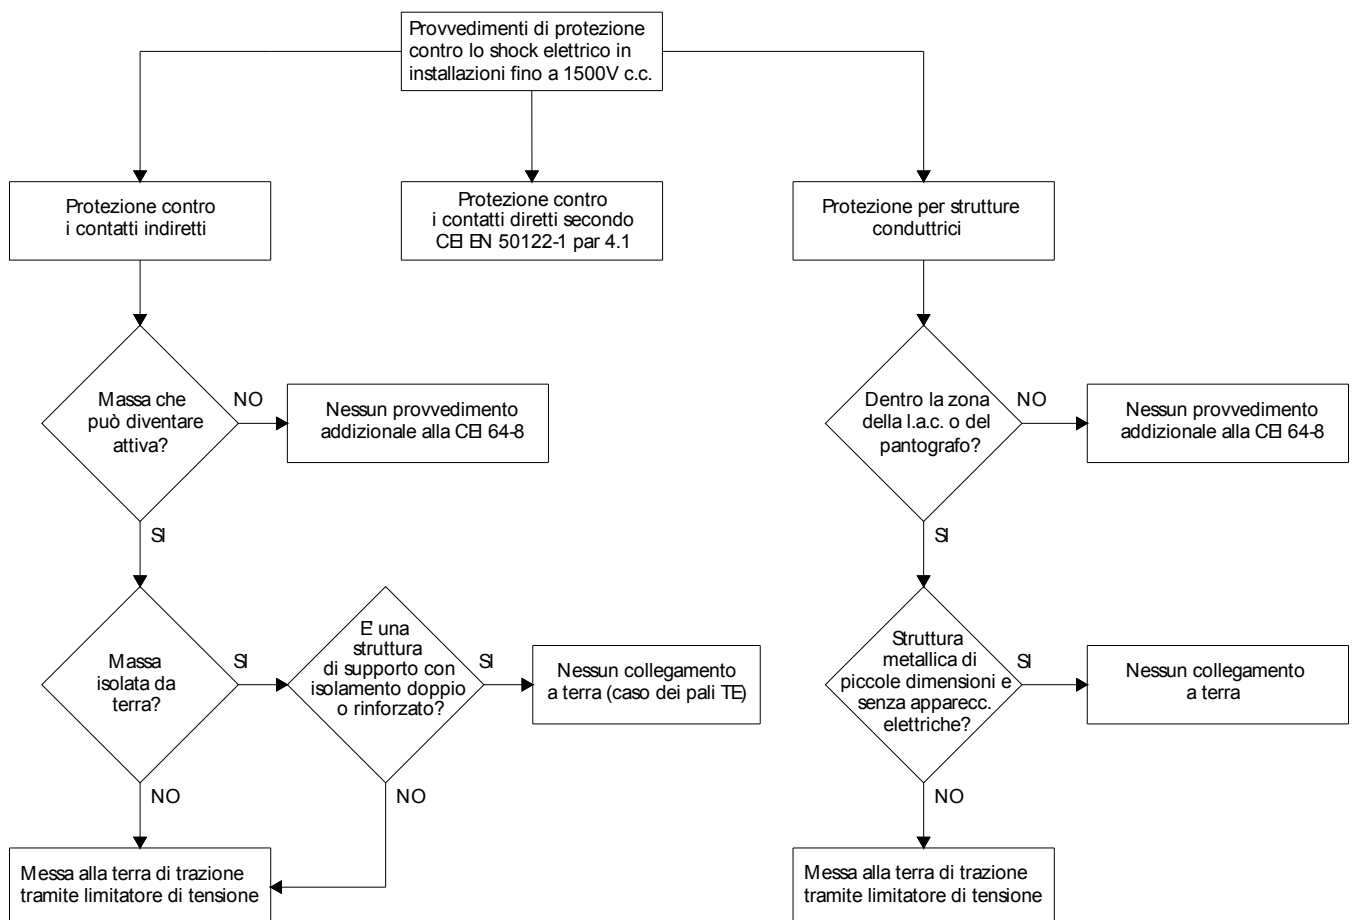 Provvedimenti di protezione
contro lo shock elettrico in
installazioni fino a 1500V c.c.
Protezione contro
i contatti indiretti
Protezione contro
i contatti diretti secondo
CEI EN 50122-1 par 4.1
Protezione per strutture
conduttrici
Massa che
può diventare
attiva?
NO
Nessun provvedimento
addizionale alla CEI 64-8
Dentro la zona
della l.a.c. o del
pantografo?
NO
Nessun provvedimento
addizionale alla CEI 64-8
SI
SI
Massa
isolata da
terra?
SI
E una
struttura
di supporto con
isolamento doppio
o rinforzato?
SI
Nessun collegamento
a terra (caso dei pali TE)
Struttura
metallica di
piccole dimensioni e
senza apparecc.
elettriche?
SI
Nessun collegamento
a terra
NO
NO
NO
Messa alla terra di trazione
tramite limitatore di tensione
Messa alla terra di trazione
tramite limitatore di tensione